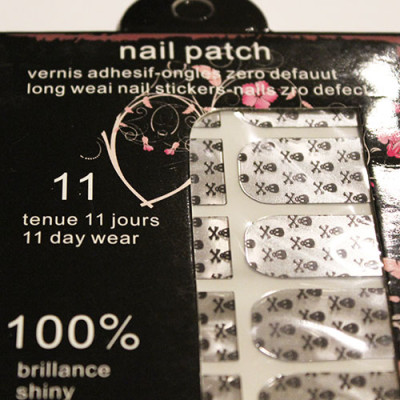 nail patch
vernis adhesif-ongles zero defauut
long weai nail stickers-nails zro defect
11
tenue 11 jours
11 day wear
100%
brillance
shiny